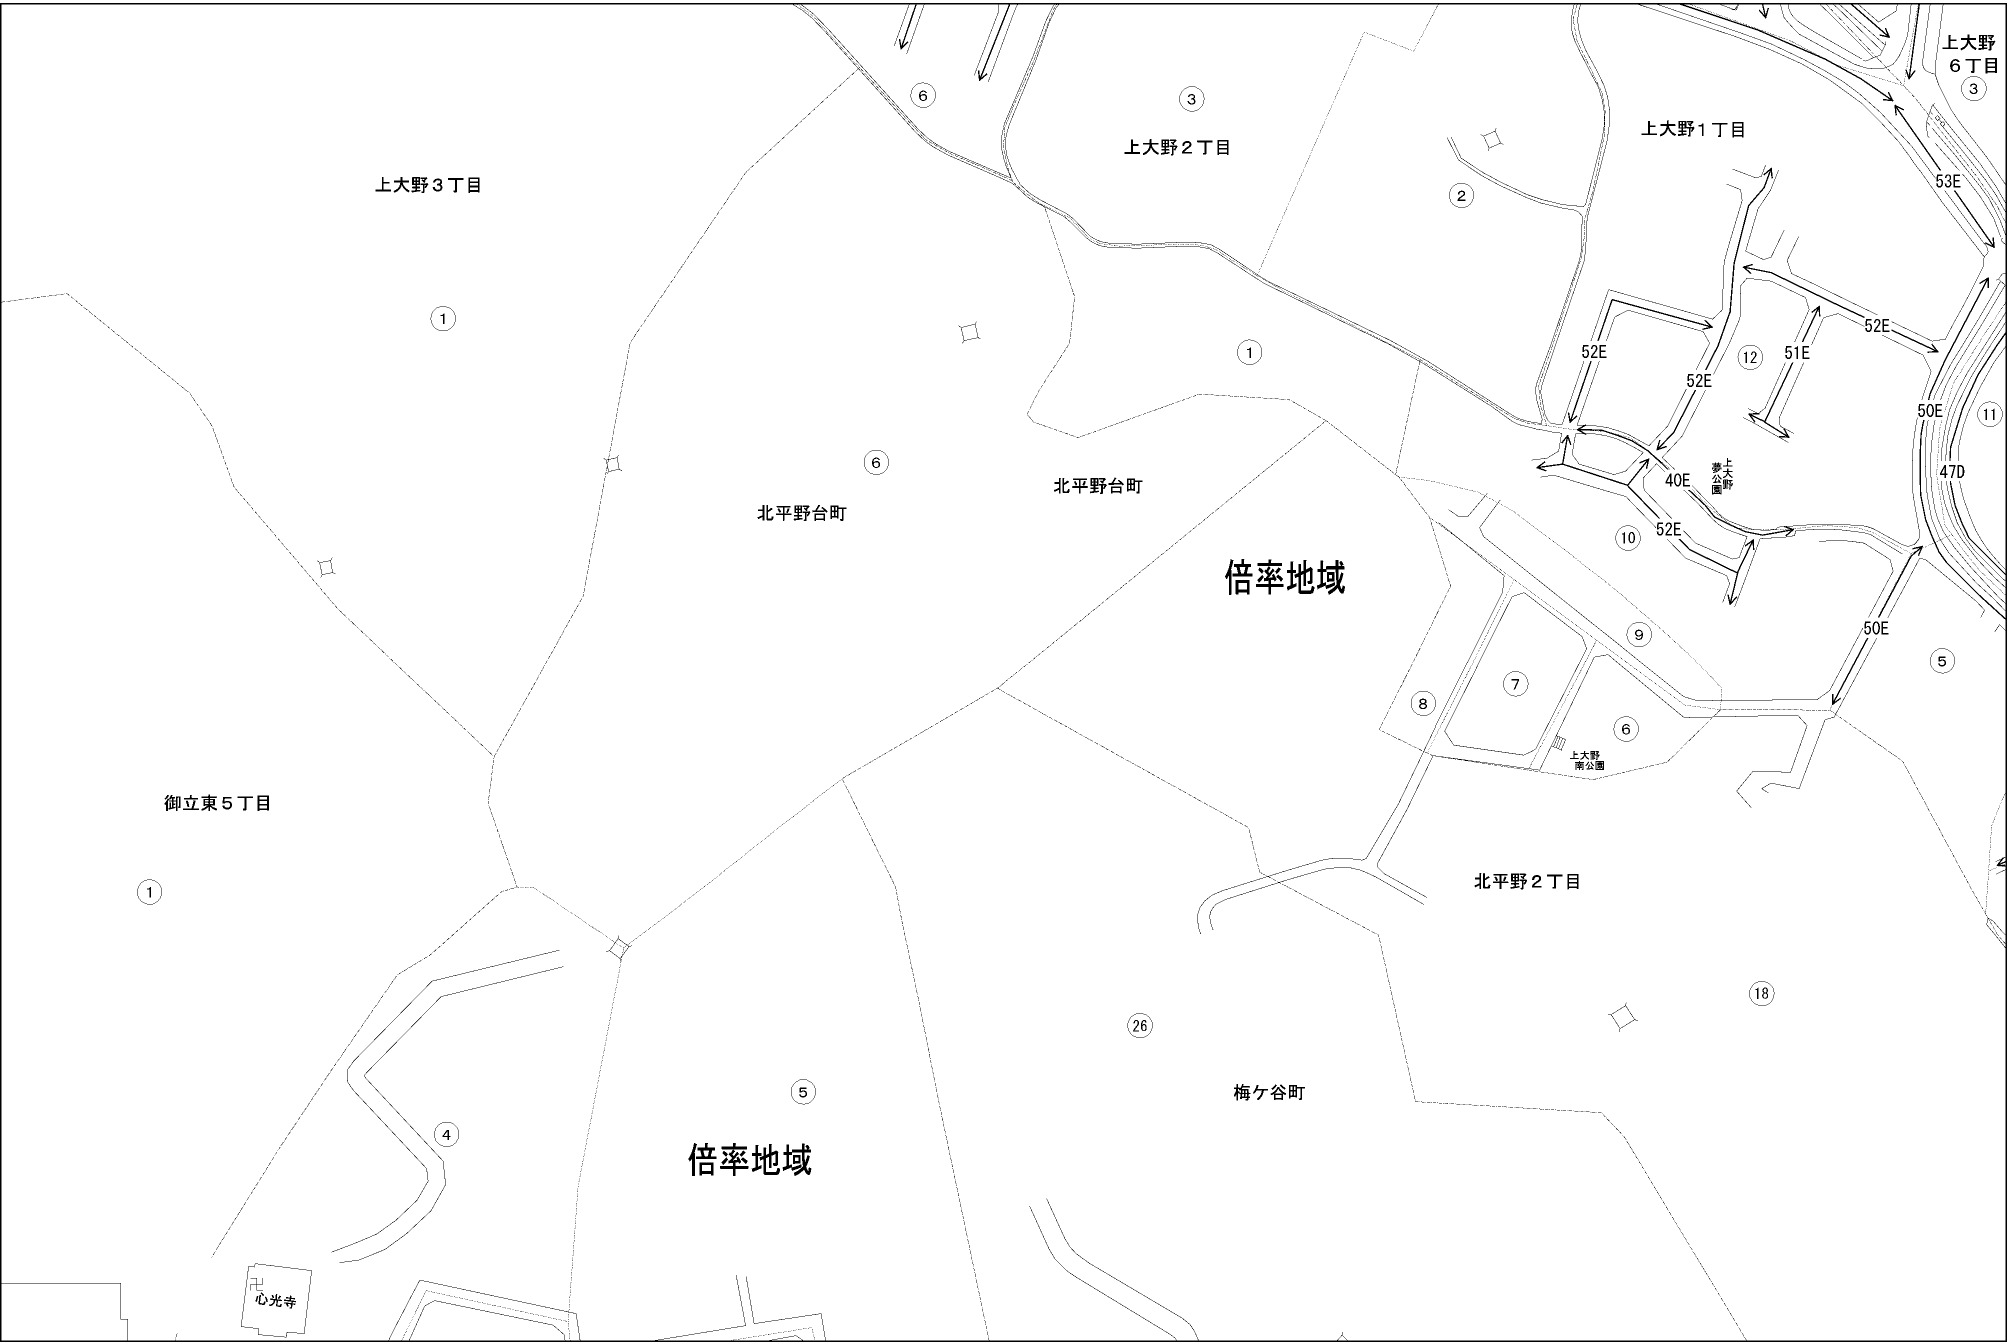 上大野
６丁目
3
6
3
上大野２丁目
上大野１丁目
2
53E
上大野３丁目
1
1
52E
52E
52E
12
51E
50E
11
47D
6
北平野台町
北平野台町
40E
上大野
夢公園
52E
10
倍率地域
50E
9
5
8
7
6
上大野
南公園
御立東５丁目
1
北平野２丁目
18
26
梅ケ谷町
5
4
倍率地域
卍
心光寺